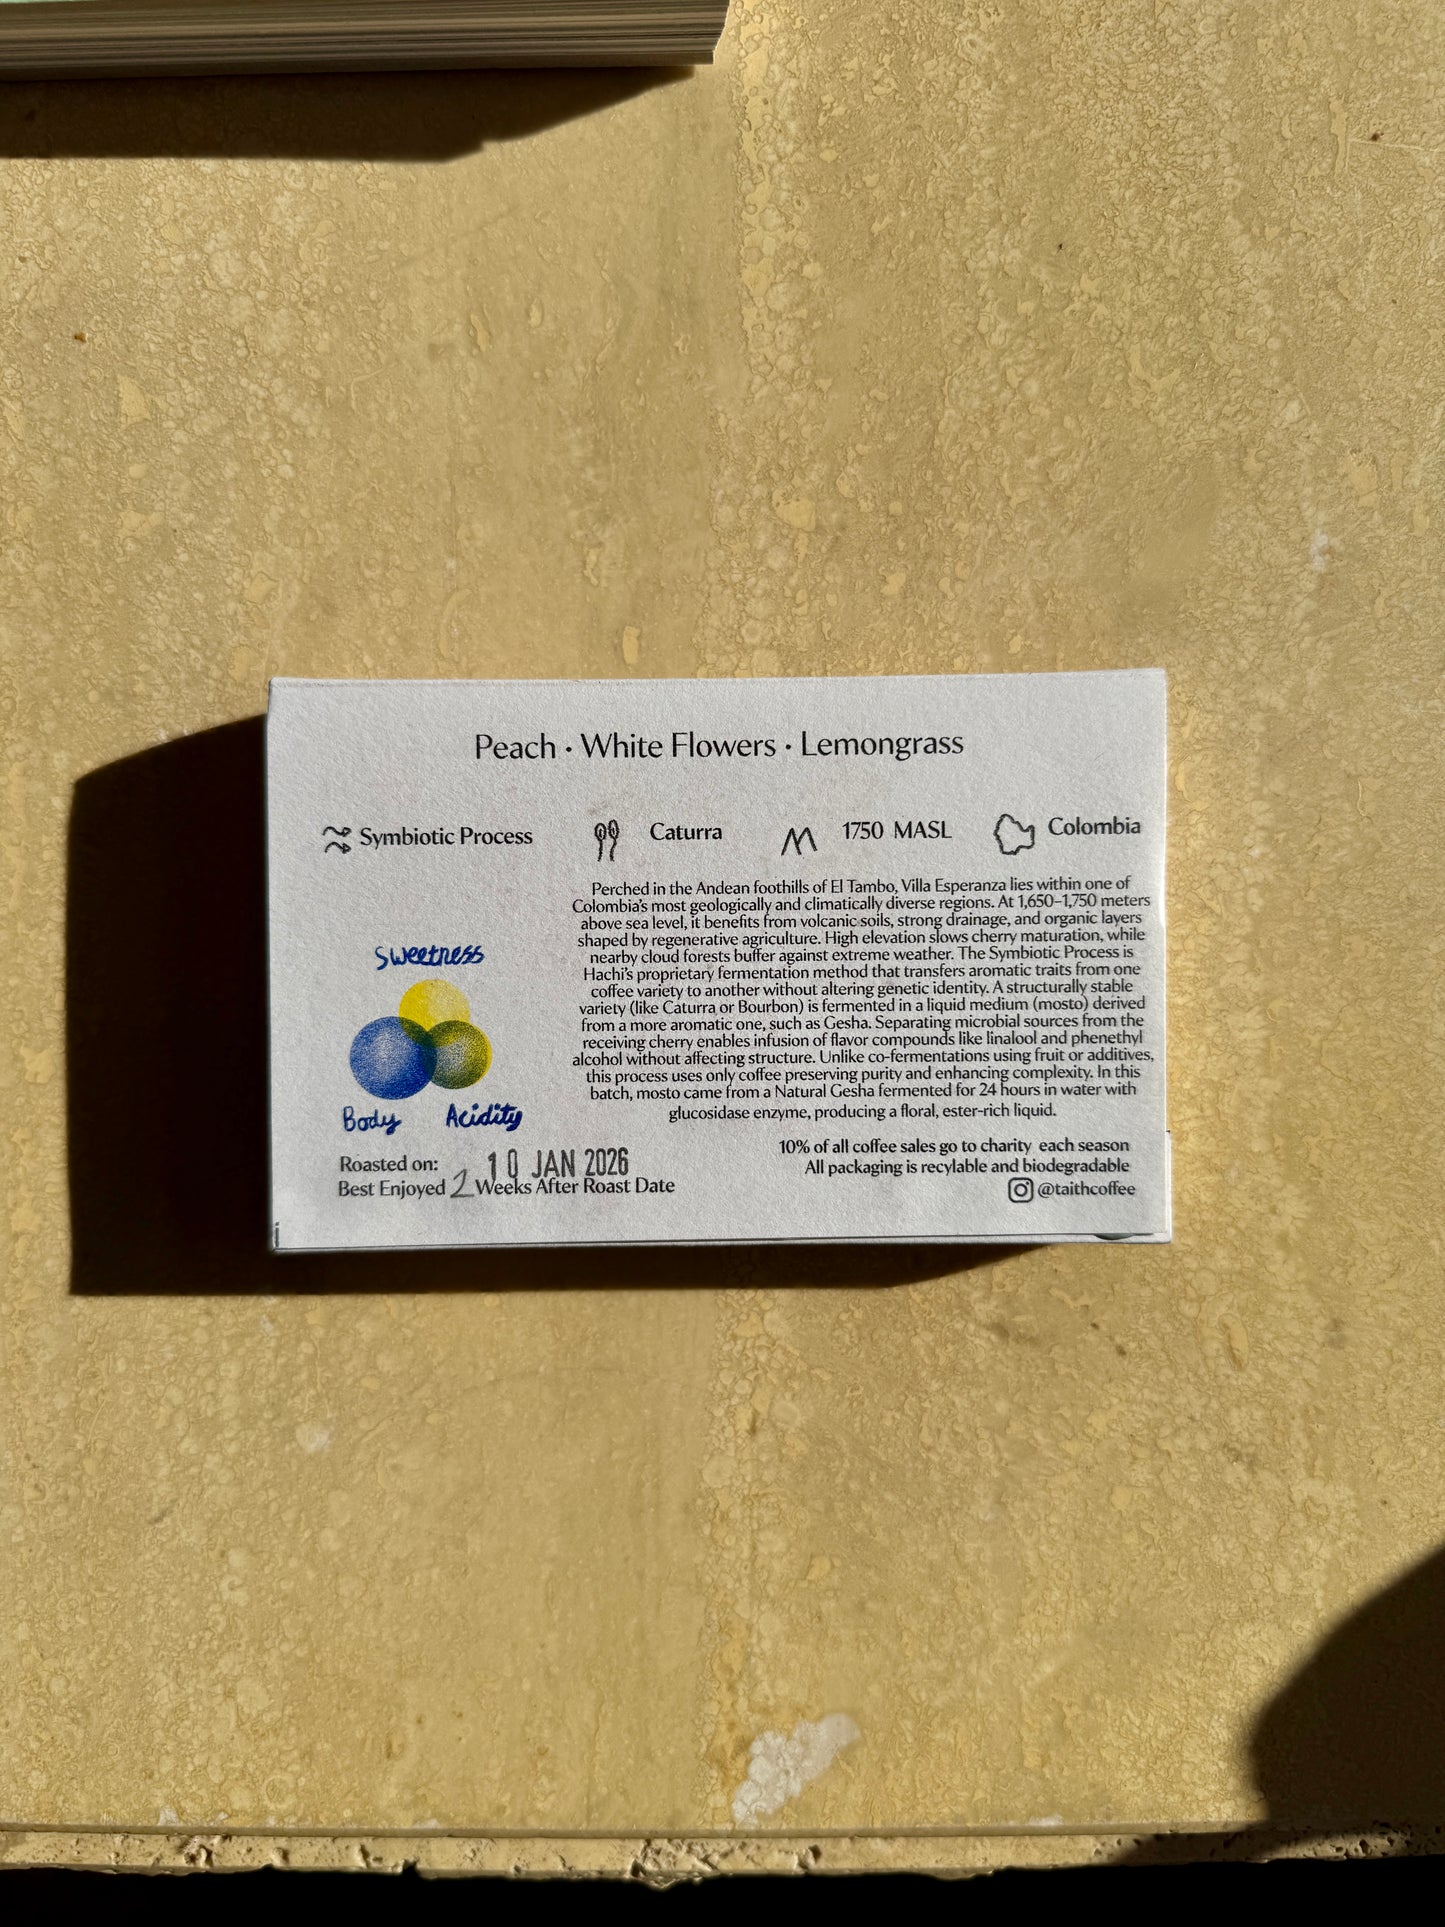 Peach · White Flowers · Lemongrass
Symbiotic Process
Caturra
1750 MASL
Colombia
Perched in the Andean foothills of El Tambo, Villa Esperanza lies within one of
Colombia's most geologically and climatically diverse regions. At 1,650–1,750 meters
above sea level, it benefits from volcanic soils, strong drainage, and organic layers
shaped by regenerative agriculture. High elevation slows cherry maturation, while
nearby cloud forests buffer against extreme weather. The Symbiotic Process is
Hachi's proprietary fermentation method that transfers aromatic traits from one
coffee variety to another without altering genetic identity. A structurally stable
variety (like Caturra or Bourbon) is fermented in a liquid medium (mosto) derived
from a more aromatic one, such as Gesha. Separating microbial sources from the
receiving cherry enables infusion of flavor compounds like linalool and phenethyl
alcohol without affecting structure. Unlike co-fermentations using fruit or additives,
this process uses only coffee preserving purity and enhancing complexity. In this
batch, mosto came from a Natural Gesha fermented for 24 hours in water with
glucosidase enzyme, producing a floral, ester-rich liquid.
Sweetness
Body
Acidity
Roasted on: 10 JAN 2026
Best Enjoyed 2 Weeks After Roast Date
10% of all coffee sales go to charity each season
All packaging is recylable and biodegradable
@taithcoffee